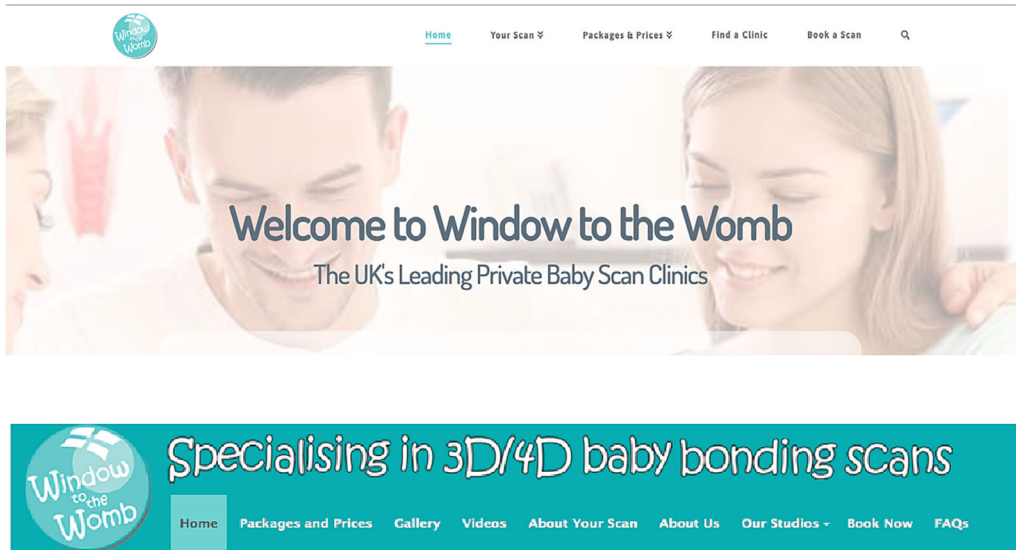 Window
to the
Womb
Home Your Scan Packages & Prices Find a Clinic Book a Scan
Welcome to Window to the Womb
The UK's Leading Private Baby Scan Clinics
Window
to the
Womb
Specialising in 3D/4D baby bonding scans
Home Packages and Prices Gallery Videos About Your Scan About Us Our Studios Book Now FAQs